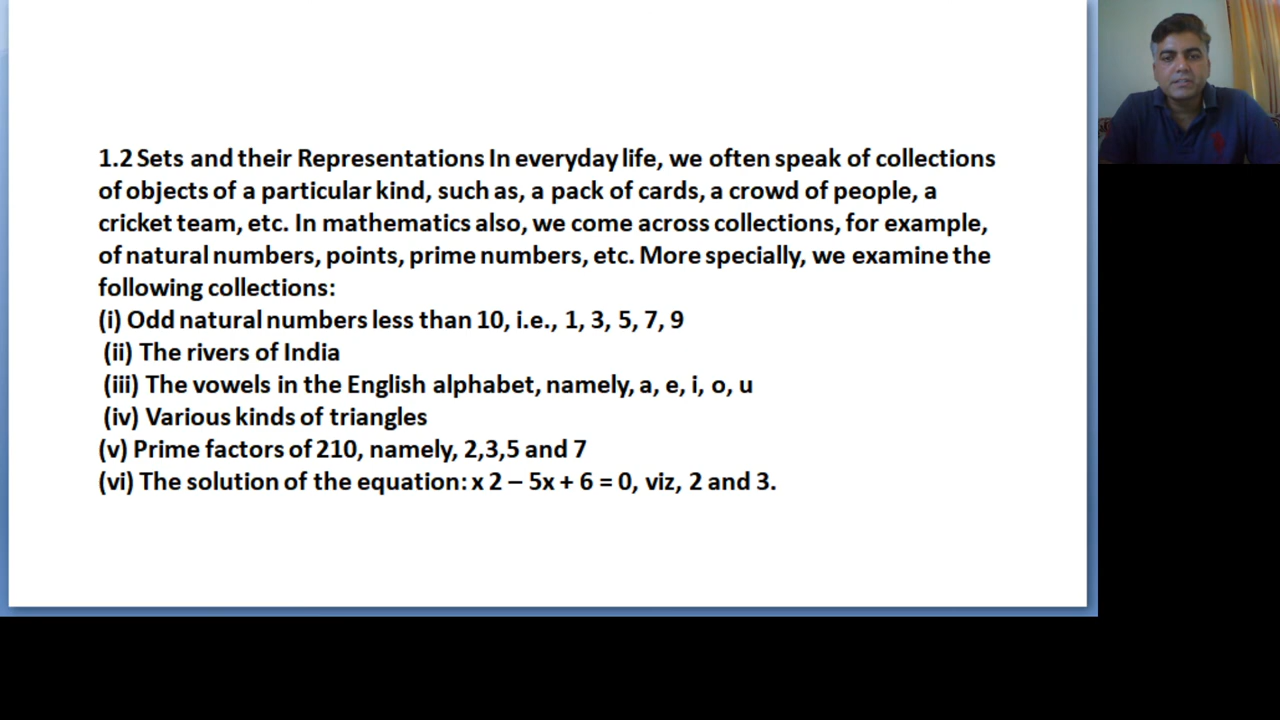 1.2 Sets and their Representations In everyday life, we often speak of collections
of objects of a particular kind, such as, a pack of cards, a crowd of people, a
cricket team, etc. In mathematics also, we come across collections, for example,
of natural numbers, points, prime numbers, etc. More specially, we examine the
following collections:
(i) Odd natural numbers less than 10, i.e., 1, 3, 5, 7, 9
(ii) The rivers of India
(iii) The vowels in the English alphabet, namely, a, e, i, o, u
(iv) Various kinds of triangles
(v) Prime factors of 210, namely, 2,3,5 and 7
(vi) The solution of the equation: x 2 – 5x + 6 = 0, viz, 2 and 3.